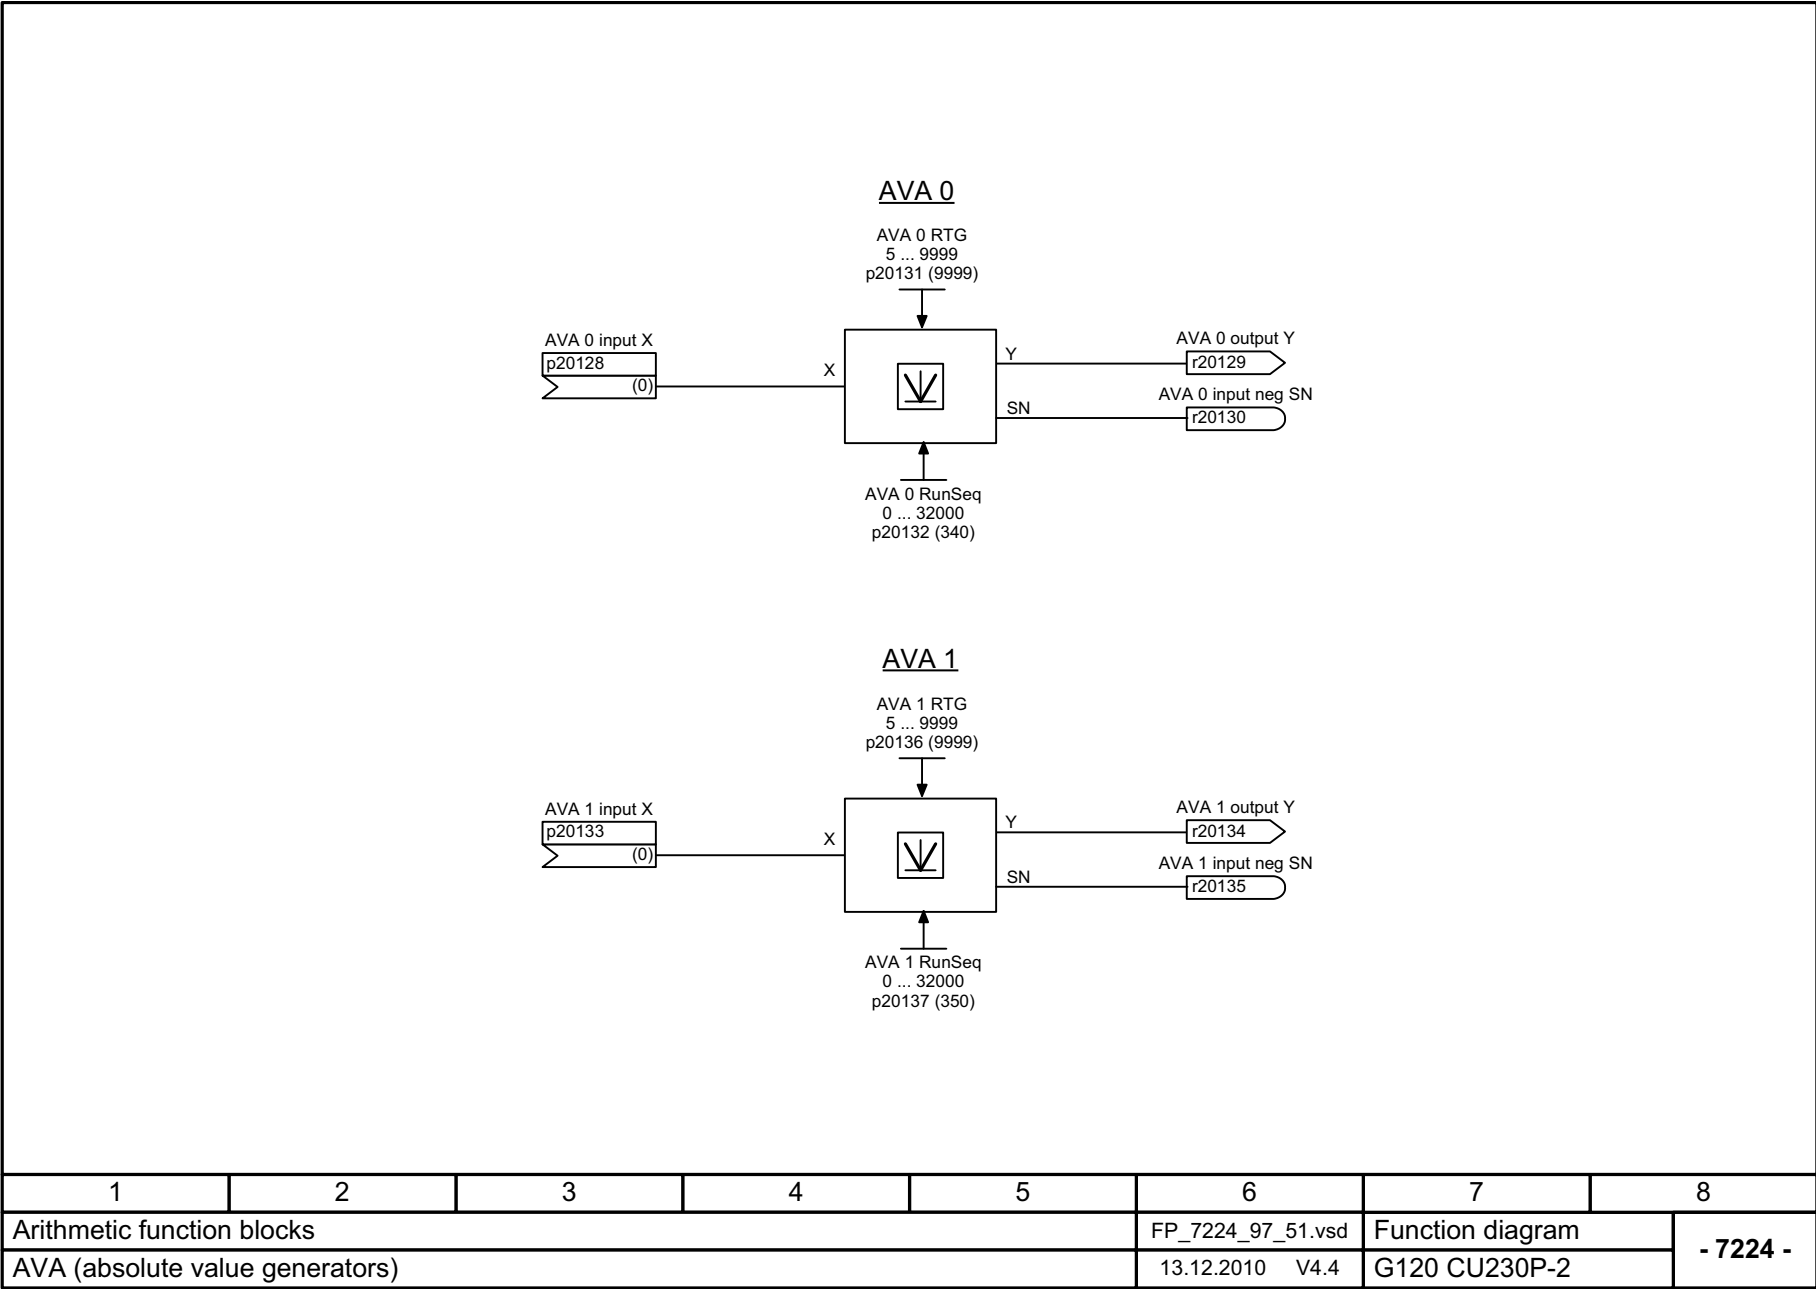 AVA 0
AVA 0 RTG
5 ... 9999
p20131 (9999)
AVA 0 input X
p20128
(0)
X
Y
SN
AVA 0 output Y
r20129
AVA 0 input neg SN
r20130
AVA 0 RunSeq
0 ... 32000
p20132 (340)
AVA 1
AVA 1 RTG
5 ... 9999
p20136 (9999)
AVA 1 input X
p20133
(0)
X
Y
SN
AVA 1 output Y
r20134
AVA 1 input neg SN
r20135
AVA 1 RunSeq
0 ... 32000
p20137 (350)
1 2 3 4 5 6 7 8
Arithmetic function blocks FP_7224_97_51.vsd Function diagram
- 7224 -
AVA (absolute value generators) 13.12.2010 V4.4 G120 CU230P-2